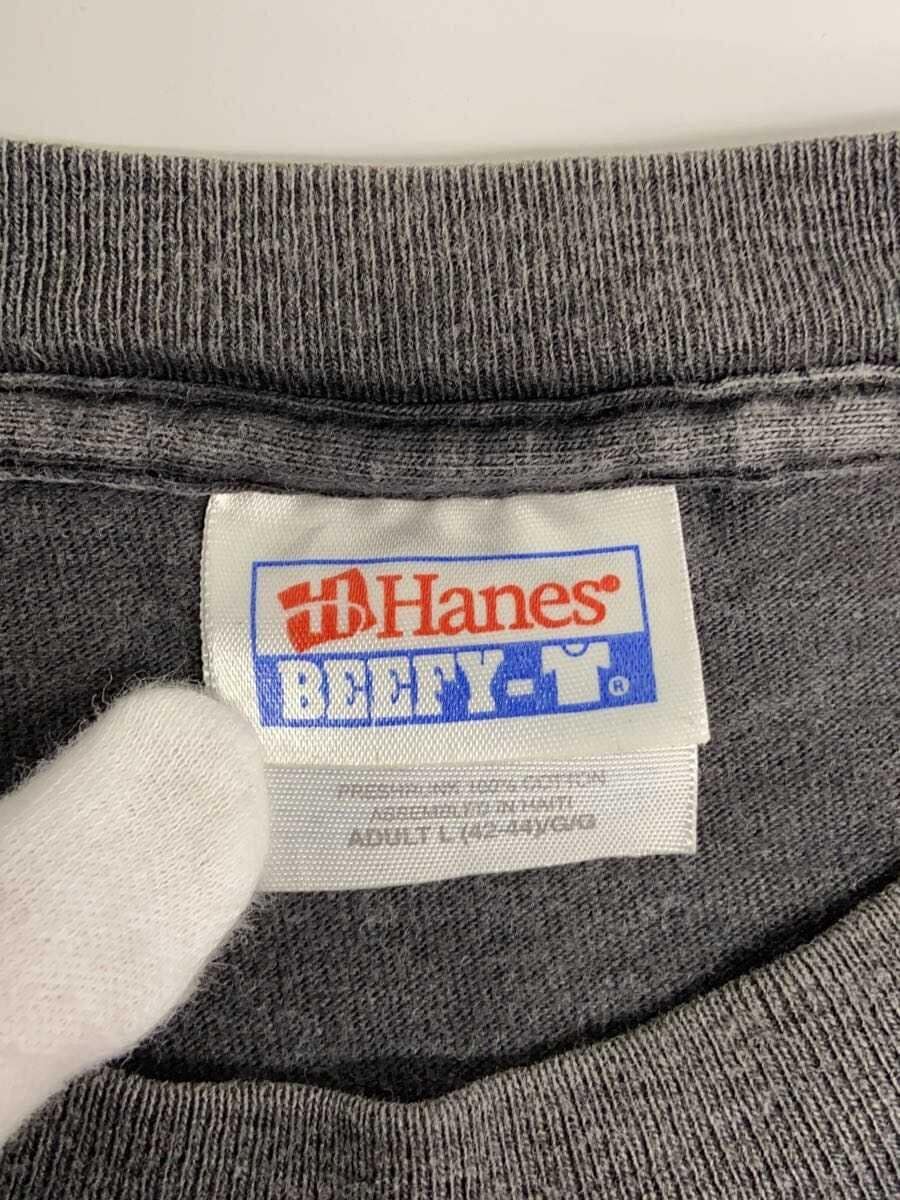 Hanes®
BEEFY-T®
PRESHRUNK 100% COTTON
ASSEMBLED IN HAITI
ADULT L (42-44)/G/G